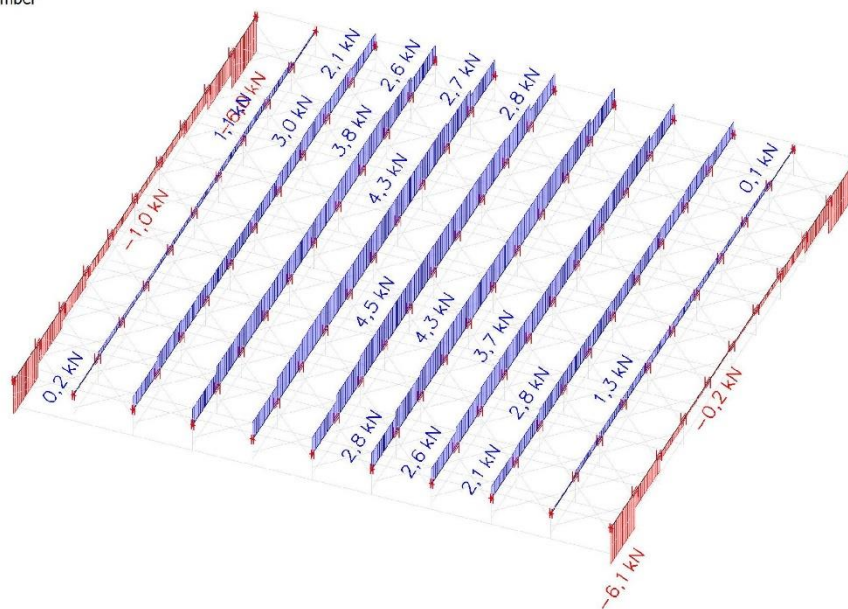 mber
2,1 kN
2,6 kN
2,7 kN
2,8 kN
3,0 kN
3,8 kN
4,3 kN
0,1 kN
−1,0 kN
4,5 kN
4,3 kN
3,7 kN
0,2 kN
2,8 kN
1,3 kN
−0,2 kN
2,8 kN
2,6 kN
2,1 kN
−6,1 kN